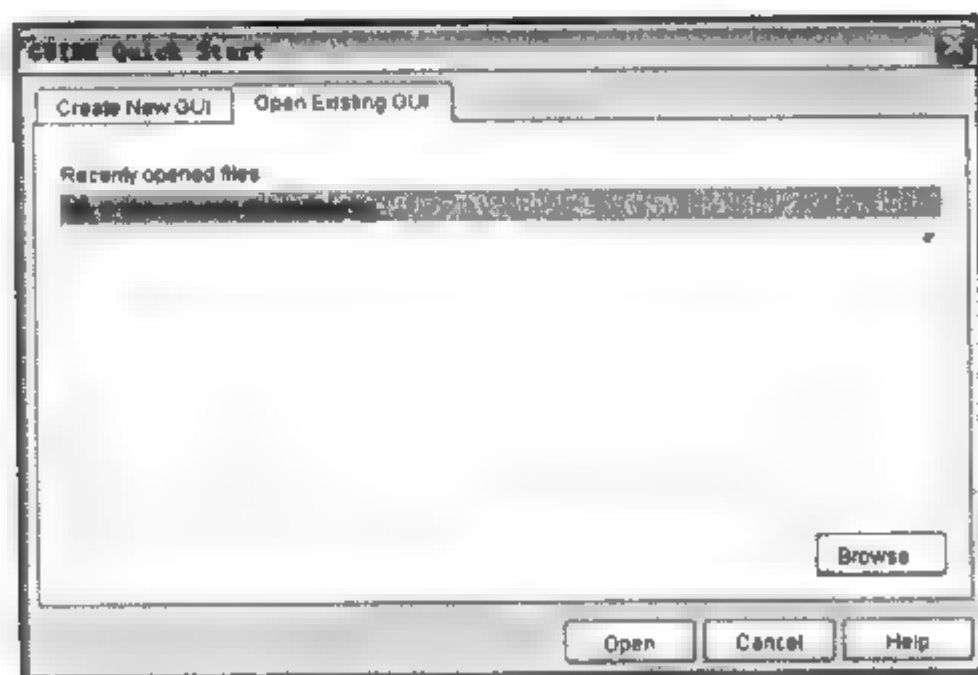 GUIDE Quick Start
Create New GUI
Open Existing GUI
Recently opened files
Browse
Open
Cancel
Help